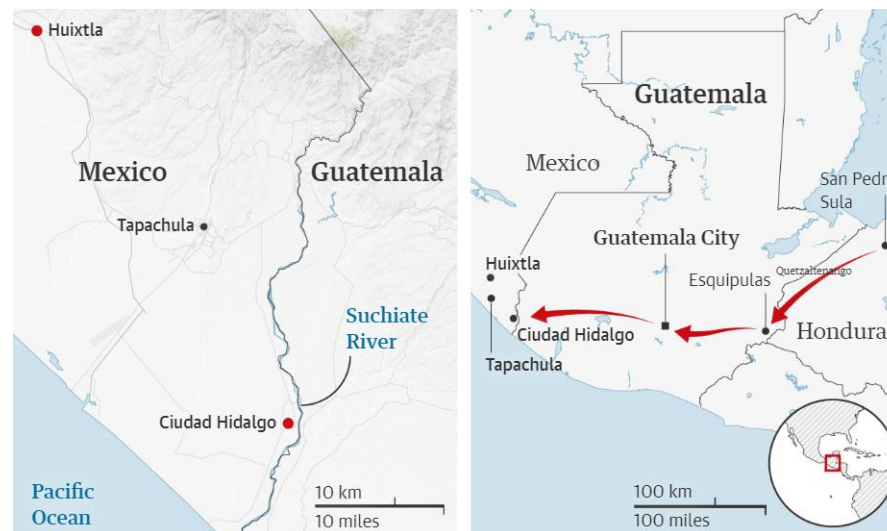 Huixtla
Mexico
Guatemala
Tapachula
Suchiate
River
Ciudad Hidalgo
Pacific
Ocean
10 km
10 miles
Guatemala
Mexico
San Pedr
Sula
Guatemala City
Huixtla
Esquipulas
Quetzaltenango
Ciudad Hidalgo
Hondura
Tapachula
100 km
100 miles